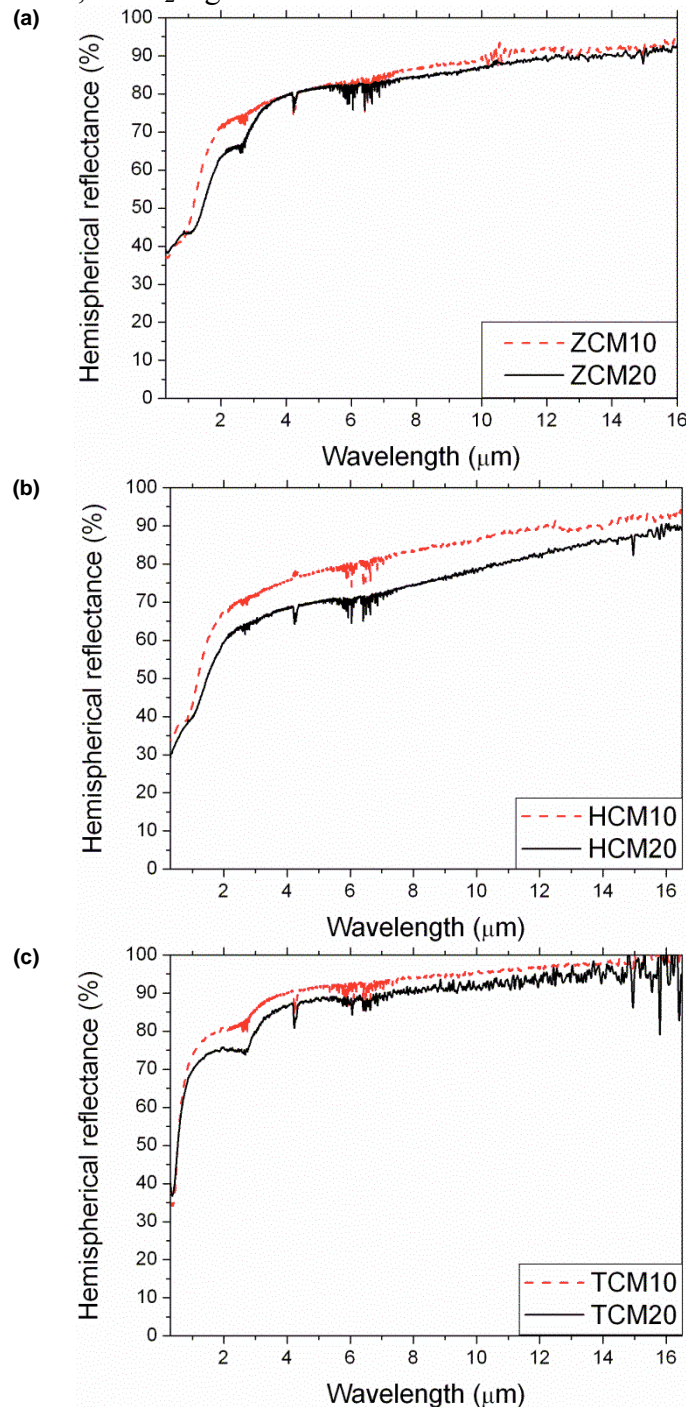 (a)
Hemispherical reflectance (%)
100
90
80
70
60
50
40
30
20
10
0
ZCM10
ZCM20
2 4 6 8 10 12 14 16
Wavelength (μm)
(b)
Hemispherical reflectance (%)
100
90
80
70
60
50
40
30
20
10
0
HCM10
HCM20
2 4 6 8 10 12 14 16
Wavelength (μm)
(c)
Hemispherical reflectance (%)
100
90
80
70
60
50
40
30
20
10
0
TCM10
TCM20
2 4 6 8 10 12 14 16
Wavelength (μm)